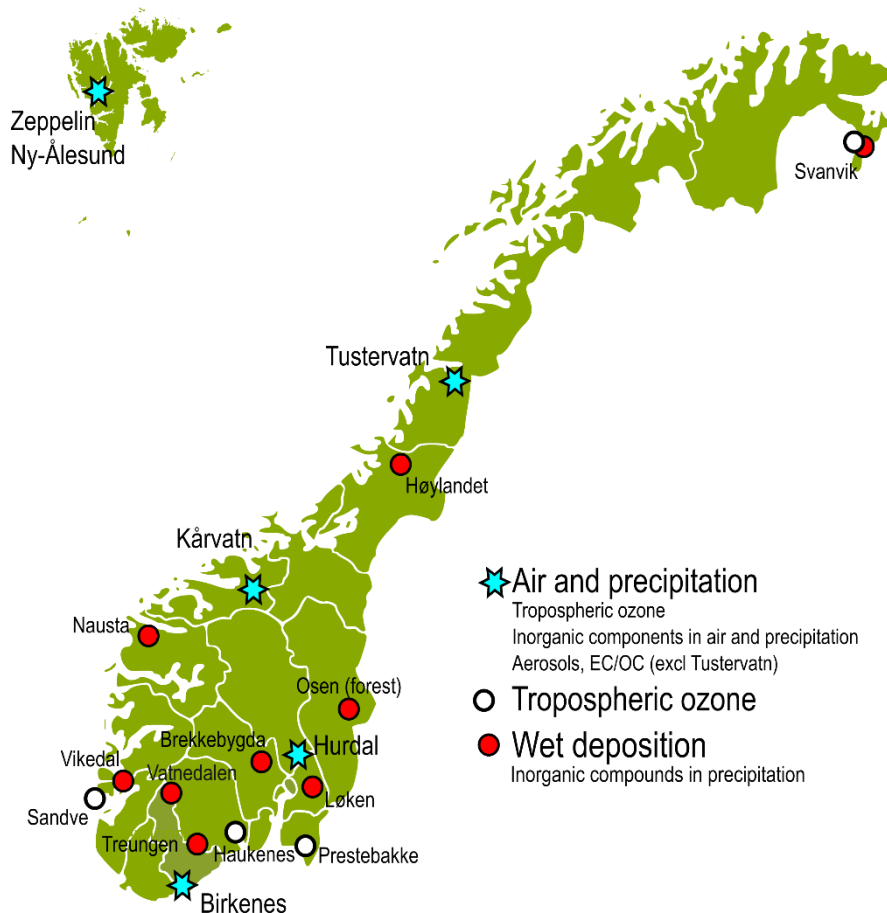 Zeppelin
Ny-Ålesund
Svanvik
Tustervatn
Høylandet
Kårvatn
Nausta
Osen (forest)
Brekkebygda
Hurdal
Vikedal
Vatnedalen
Løken
Sandve
Treungen
Haukenes
Prestebakke
Birkenes
Air and precipitation
Tropospheric ozone
Inorganic components in air and precipitation
Aerosols, EC/OC (excl Tustervatn)
Tropospheric ozone
Wet deposition
Inorganic compounds in precipitation